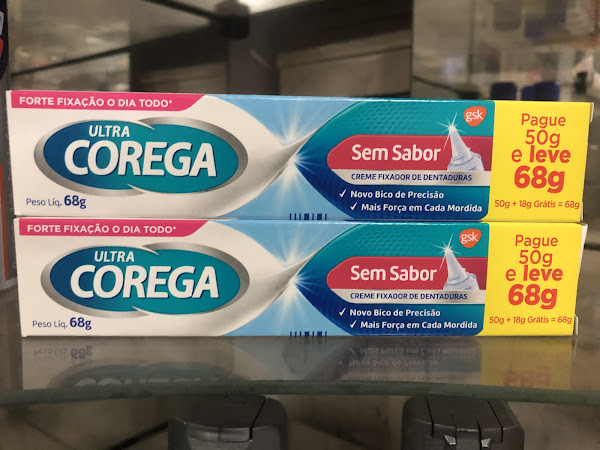 FORTE FIXAÇÃO O DIA TODO*
ULTRA
COREGA
Peso Líq. 68g
gsk
Sem Sabor
CREME FIXADOR DE DENTADURAS
✓ Novo Bico de Precisão
✓ Mais Força em Cada Mordida
Pague
50g
e leve
68g
50g + 18g Grátis = 68g
FORTE FIXAÇÃO O DIA TODO*
ULTRA
COREGA
Peso Líq. 68g
gsk
Sem Sabor
CREME FIXADOR DE DENTADURAS
✓ Novo Bico de Precisão
✓ Mais Força em Cada Mordida
Pague
50g
e leve
68g
50g + 18g Grátis = 68g